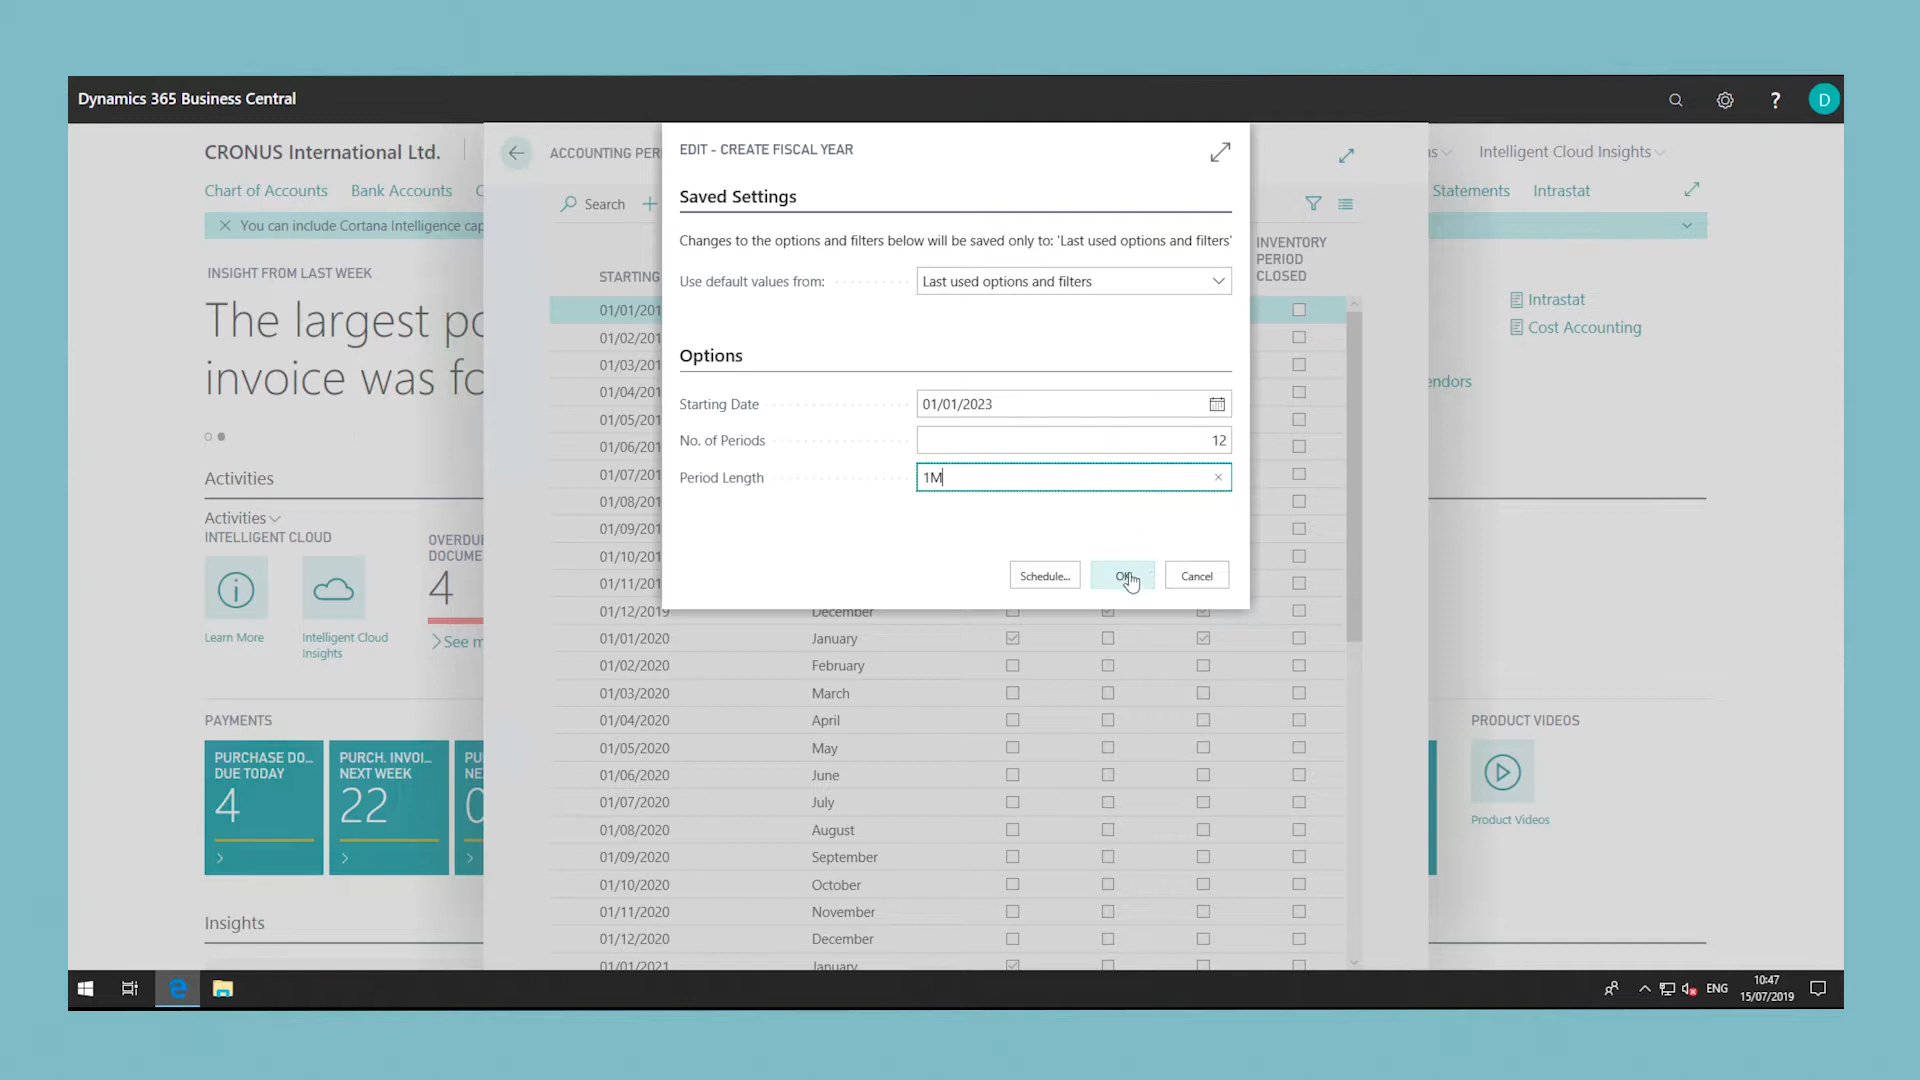 Dynamics 365 Business Central
?
D
CRONUS International Ltd.
Chart of Accounts
Bank Accounts
You can include Cortana Intelligence cap
INSIGHT FROM LAST WEEK
The largest po
invoice was fo
Activities
Activities
INTELLIGENT CLOUD
Learn More
Intelligent Cloud
Insights
OVERDUE
DOCUME
4
See m
PAYMENTS
PURCHASE DO...
DUE TODAY
4
PURCH. INVOI...
NEXT WEEK
22
PU
NE
0
Insights
ACCOUNTING PER
Search
STARTING
01/01/201
01/02/201
01/03/201
01/04/201
01/05/201
01/06/201
01/07/201
01/08/201
01/09/201
01/10/201
01/11/201
01/12/2019 December
01/01/2020 January
01/02/2020 February
01/03/2020 March
01/04/2020 April
01/05/2020 May
01/06/2020 June
01/07/2020 July
01/08/2020 August
01/09/2020 September
01/10/2020 October
01/11/2020 November
01/12/2020 December
01/01/2021 January
INVENTORY
PERIOD
CLOSED
EDIT - CREATE FISCAL YEAR
Saved Settings
Changes to the options and filters below will be saved only to: 'Last used options and filters'
Use default values from: Last used options and filters
Options
Starting Date 01/01/2023
No. of Periods 12
Period Length 1M
Schedule...
OK
Cancel
ns
Intelligent Cloud Insights
Statements
Intrastat
Intrastat
Cost Accounting
endors
PRODUCT VIDEOS
Product Videos
ENG
10:47
15/07/2019